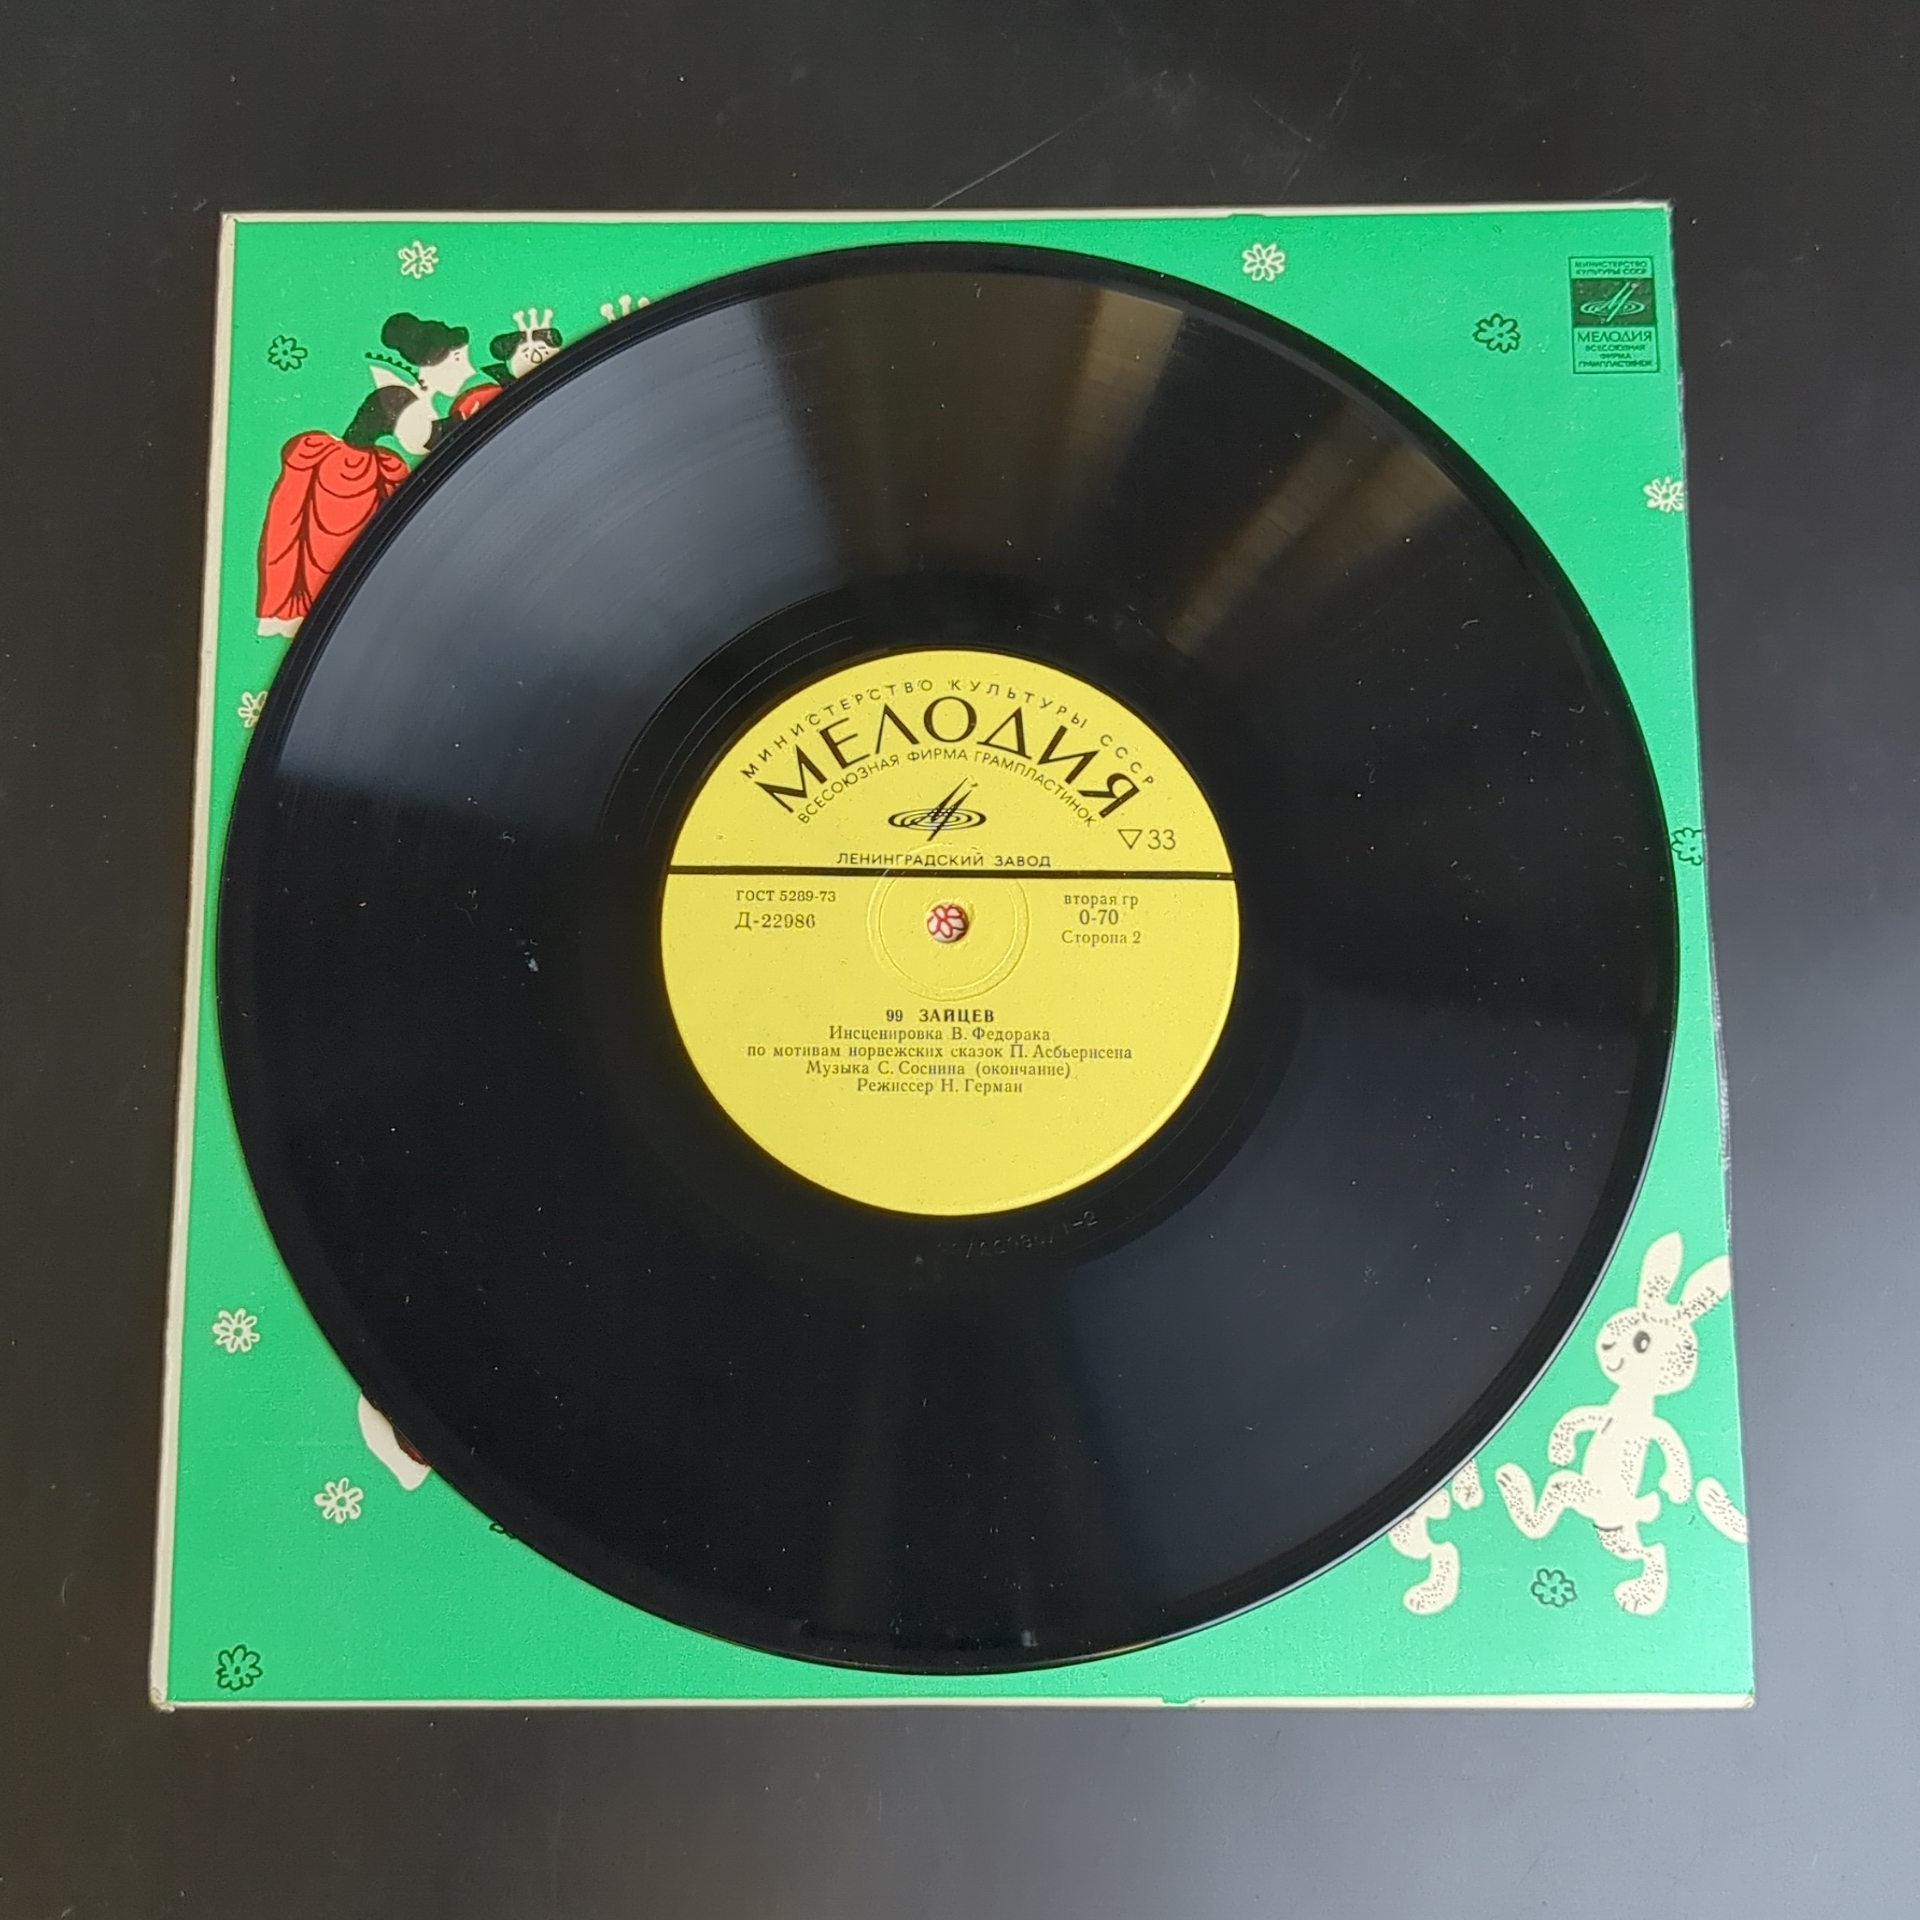 МИНИСТЕРСТВО
КУЛЬТУРЫ СССР
МЕЛОДИЯ
ВСЕСОЮЗНАЯ
ФИРМА
ГРАМПЛАСТИНОК
МИНИСТЕРСТВО КУЛЬТУРЫ СССР
МЕЛОДИЯ
ВСЕСОЮЗНАЯ ФИРМА ГРАМПЛАСТИНОК
▽33
ЛЕНИНГРАДСКИЙ ЗАВОД
ГОСТ 5289-73
Д-22986
вторая гр
0-70
Сторона 2
99 ЗАЙЦЕВ
Инсценировка В. Федорака
по мотивам норвежских сказок П. Асбьернсена
Музыка С. Соснина (окончание)
Режиссер Н. Герман